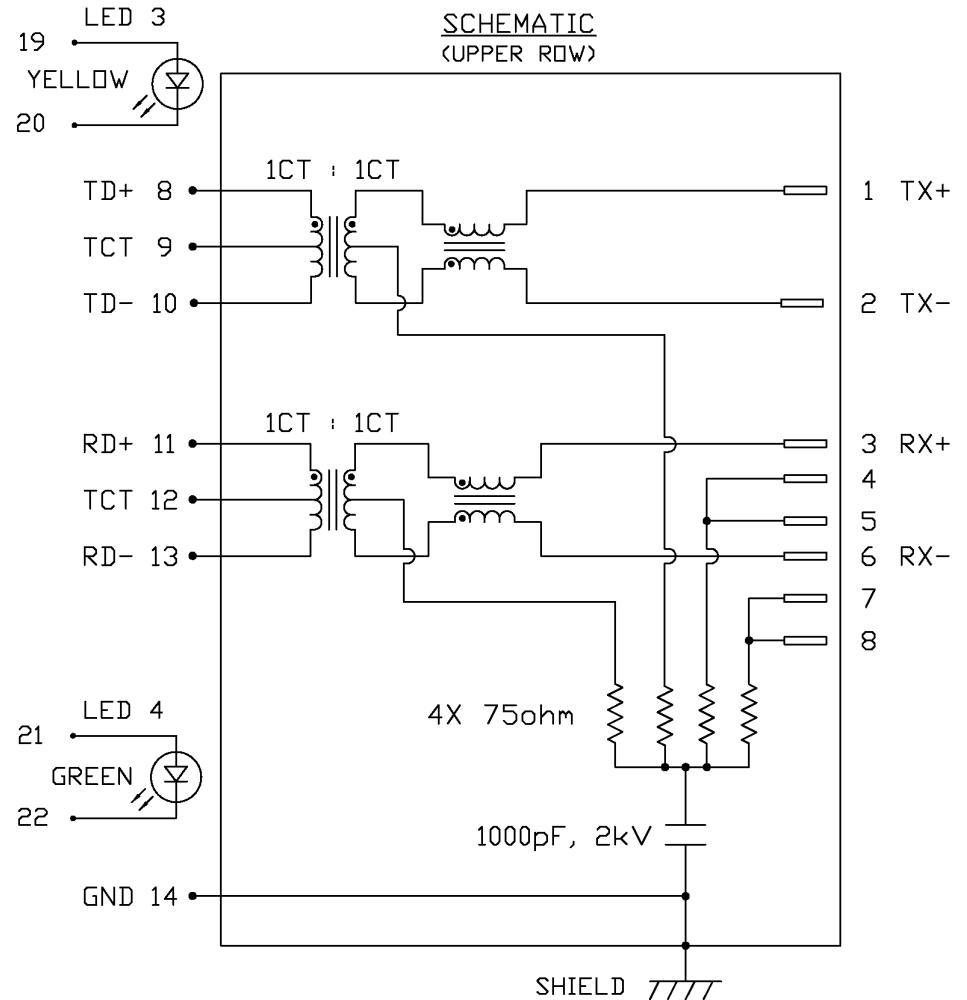 LED 3
SCHEMATIC
(UPPER ROW)
19
YELLOW
20
1CT : 1CT
TD+ 8
1 TX+
TCT 9
TD- 10
2 TX-
1CT : 1CT
RD+ 11
3 RX+
4
TCT 12
5
RD- 13
6 RX-
7
8
LED 4
4X 75ohm
21
GREEN
22
1000pF, 2kV
GND 14
SHIELD